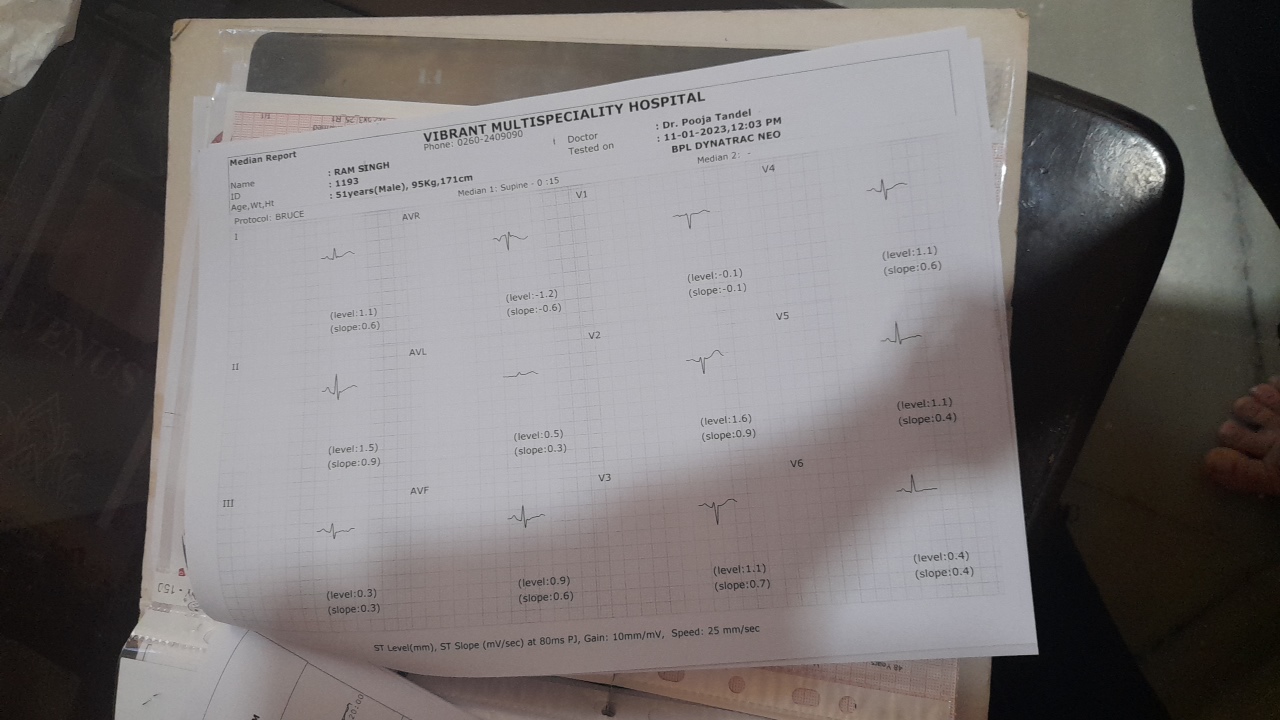 VIBRANT MULTISPECIALITY HOSPITAL
Phone: 0260-2409090
Median Report
Name : RAM SINGH
ID : 1193
Age,Wt,Ht : 51years(Male), 95Kg,171cm
Protocol: BRUCE
Doctor : Dr. Pooja Tandel
Tested on : 11-01-2023,12:03 PM
BPL DYNATRAC NEO
Median 1: Supine - 0 :15
Median 2: -
I
(level:1.1)
(slope:0.6)
AVR
(level:-1.2)
(slope:-0.6)
V1
(level:-0.1)
(slope:-0.1)
V4
(level:1.1)
(slope:0.6)
II
(level:1.5)
(slope:0.9)
AVL
(level:0.5)
(slope:0.3)
V2
(level:1.6)
(slope:0.9)
V5
(level:1.1)
(slope:0.4)
III
(level:0.3)
(slope:0.3)
AVF
(level:0.9)
(slope:0.6)
V3
(level:1.1)
(slope:0.7)
V6
(level:0.4)
(slope:0.4)
ST Level(mm), ST Slope (mV/sec) at 80ms PJ, Gain: 10mm/mV, Speed: 25 mm/sec